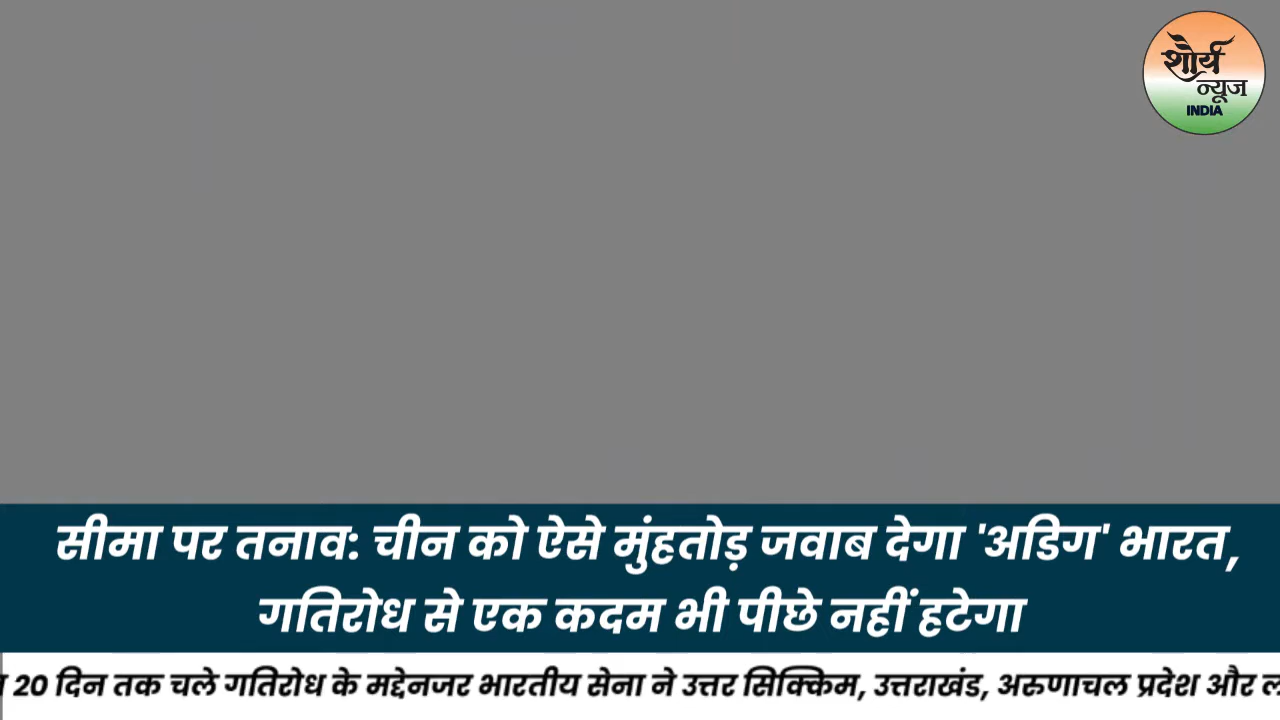 शौर्य
न्यूज
INDIA
सीमा पर तनाव: चीन को ऐसे मुंहतोड़ जवाब देगा 'अडिग' भारत,
गतिरोध से एक कदम भी पीछे नहीं हटेगा
20 दिन तक चले गतिरोध के मद्देनजर भारतीय सेना ने उत्तर सिक्किम, उत्तराखंड, अरुणाचल प्रदेश और